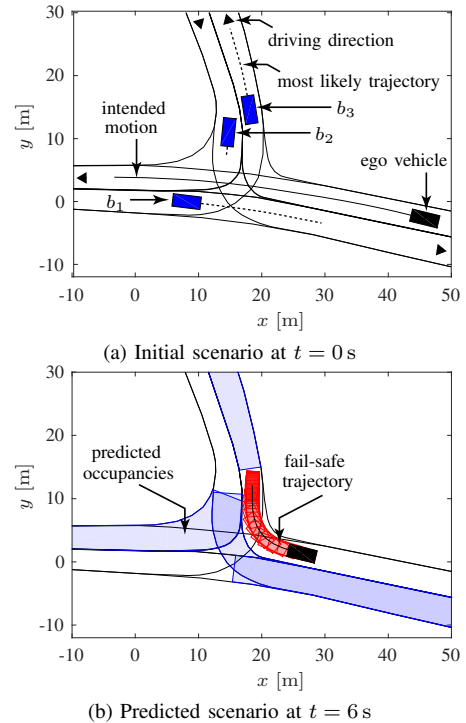 30
20
10
0
-10
y [m]
driving direction
most likely trajectory
b3
b2
intended
motion
ego vehicle
b1
-10 0 10 20 30 40 50
x [m]
(a) Initial scenario at t = 0 s
30
20
10
0
-10
y [m]
predicted
occupancies
fail-safe
trajectory
-10 0 10 20 30 40 50
x [m]
(b) Predicted scenario at t = 6 s